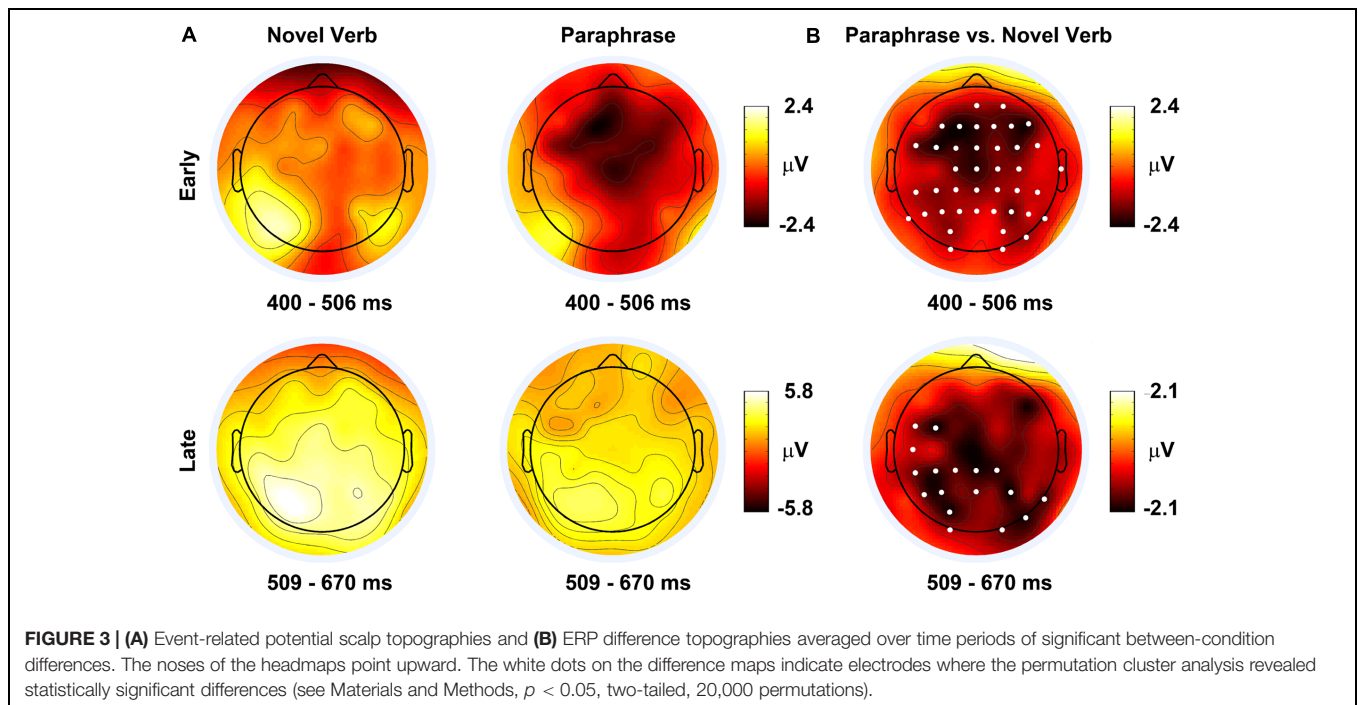 A Novel Verb Paraphrase B Paraphrase vs. Novel Verb
Early
2.4
μV
-2.4
2.4
μV
-2.4
400 - 506 ms 400 - 506 ms 400 - 506 ms
Late
5.8
μV
-5.8
2.1
μV
-2.1
509 - 670 ms 509 - 670 ms 509 - 670 ms
FIGURE 3 | (A) Event-related potential scalp topographies and (B) ERP difference topographies averaged over time periods of significant between-condition
differences. The noses of the headmaps point upward. The white dots on the difference maps indicate electrodes where the permutation cluster analysis revealed
statistically significant differences (see Materials and Methods, p < 0.05, two-tailed, 20,000 permutations).